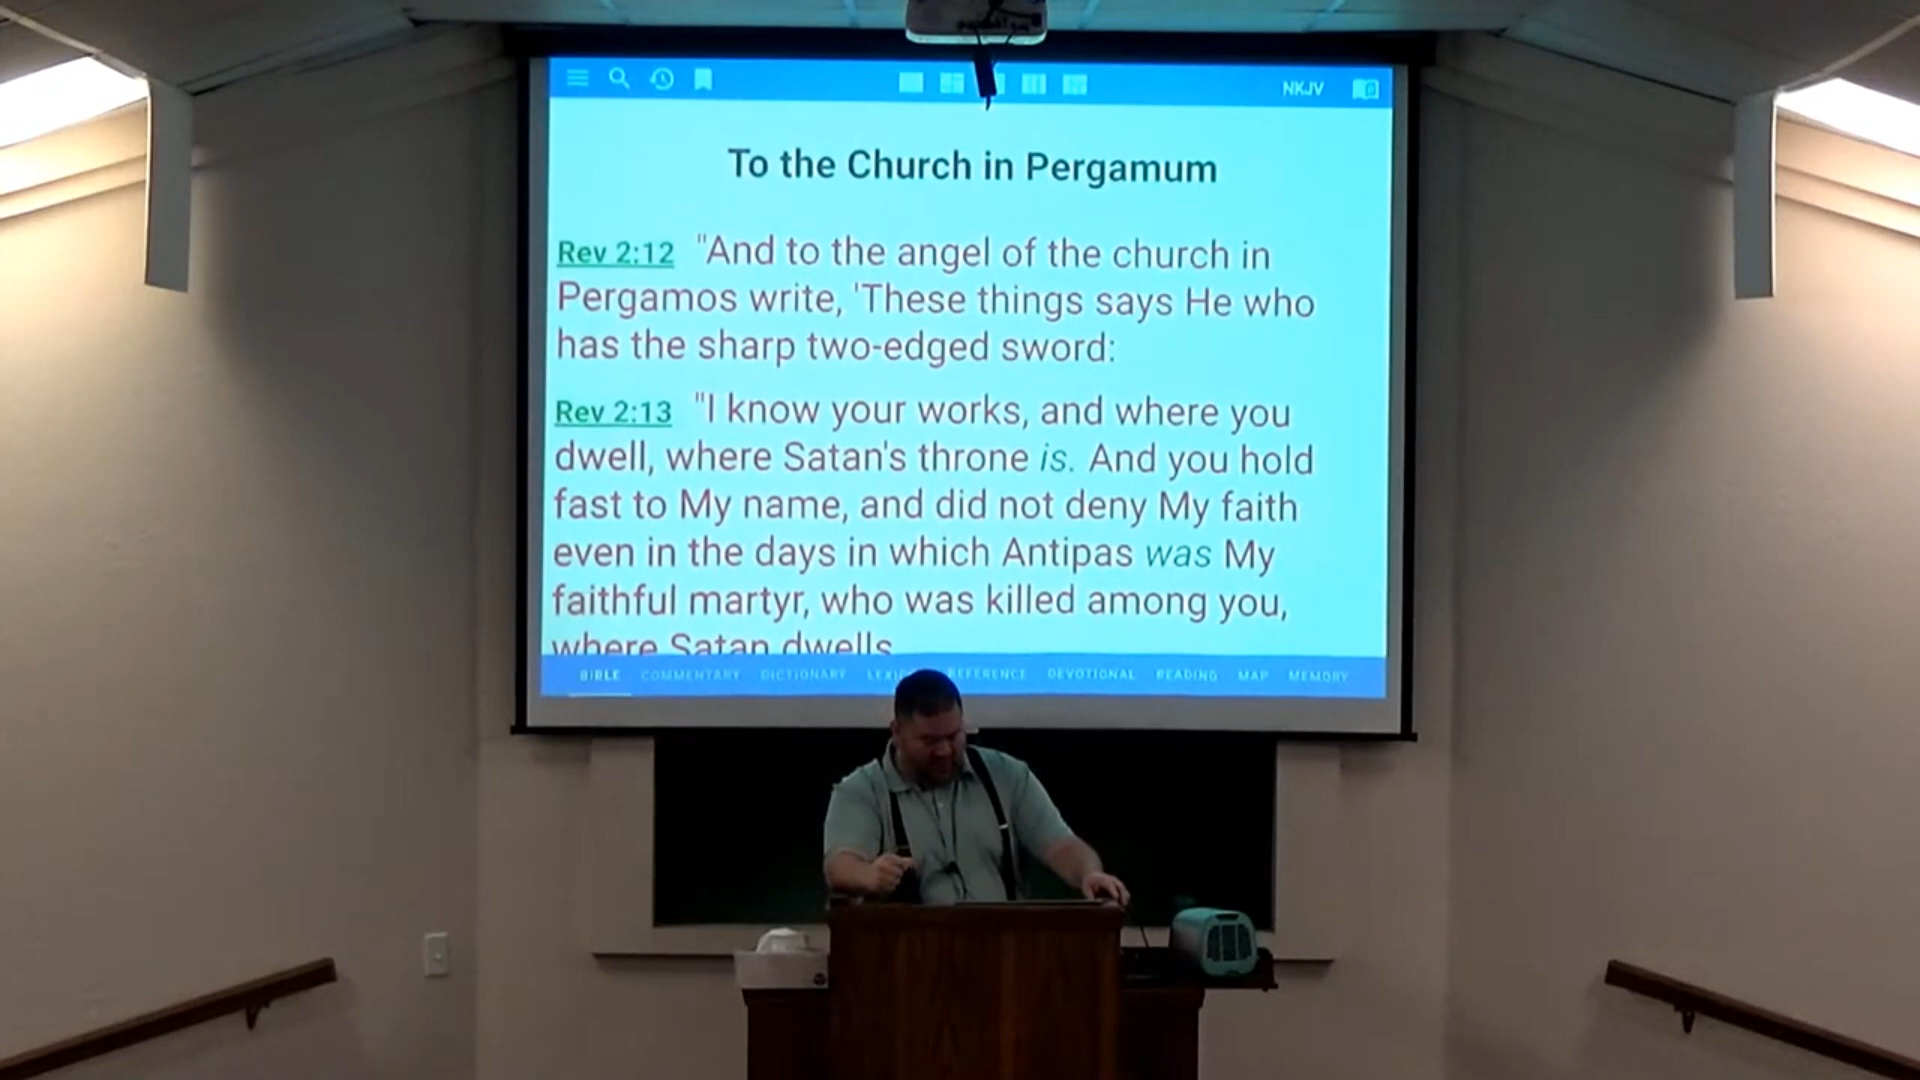 NKJV
To the Church in Pergamum
Rev 2:12 "And to the angel of the church in
Pergamos write, 'These things says He who
has the sharp two-edged sword:
Rev 2:13 "I know your works, and where you
dwell, where Satan's throne is. And you hold
fast to My name, and did not deny My faith
even in the days in which Antipas was My
faithful martyr, who was killed among you,
where Satan dwells
BIBLE COMMENTARY DICTIONARY DEVOTIONAL READING MAP MEMORY